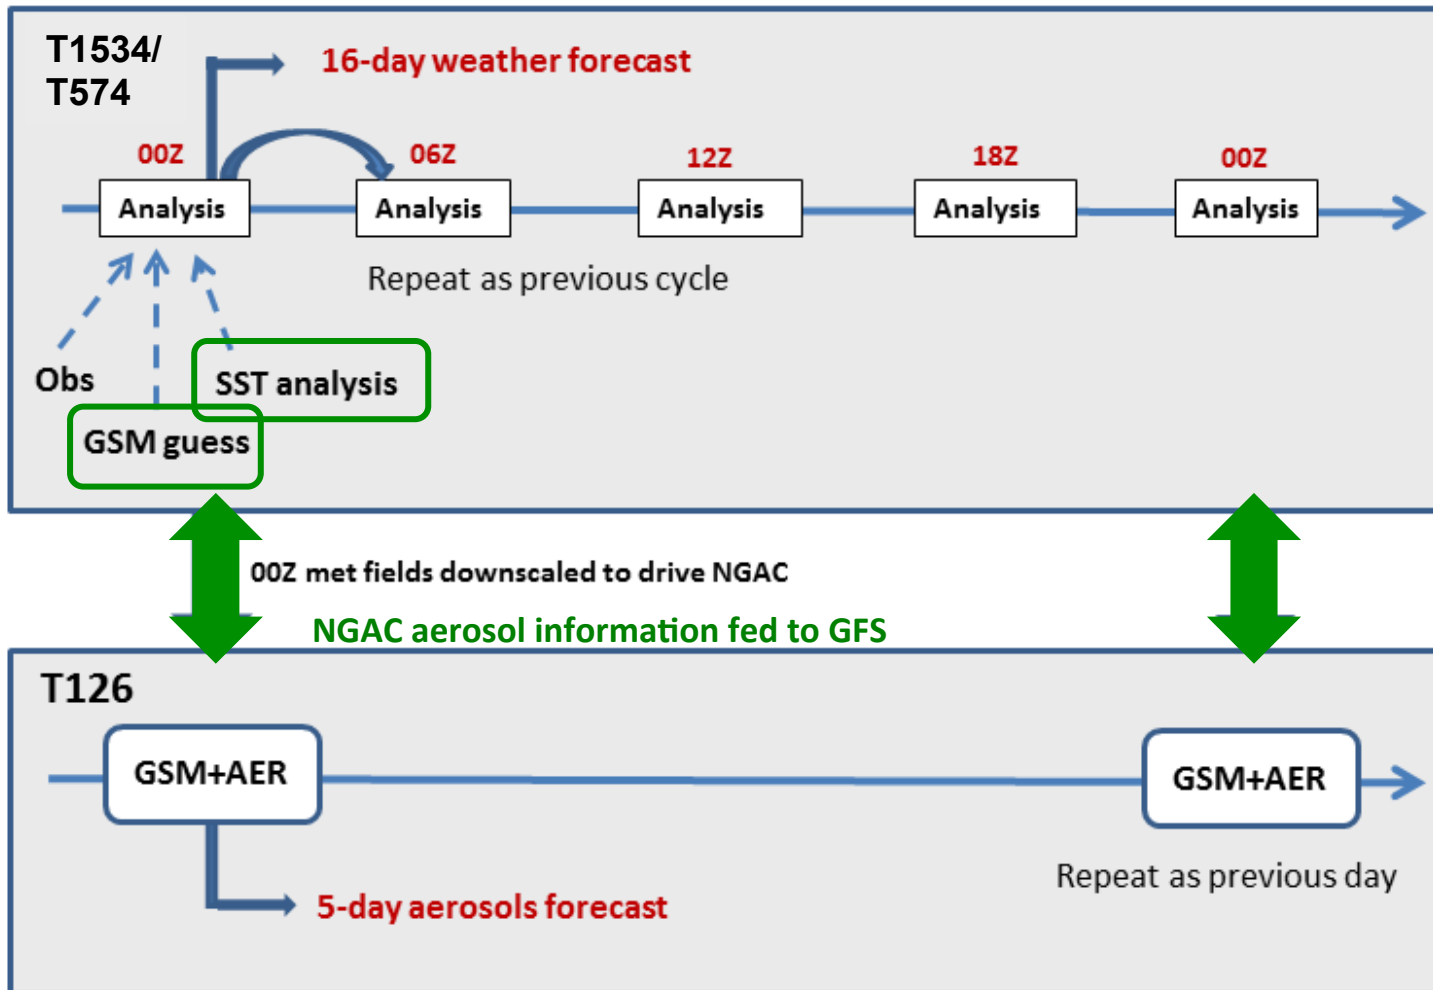 T1534/
T574
16-day weather forecast
00Z
06Z
12Z
18Z
00Z
Analysis
Analysis
Analysis
Analysis
Analysis
Repeat as previous cycle
Obs
SST analysis
GSM guess
00Z met fields downscaled to drive NGAC
NGAC aerosol information fed to GFS
T126
GSM+AER
GSM+AER
Repeat as previous day
5-day aerosols forecast